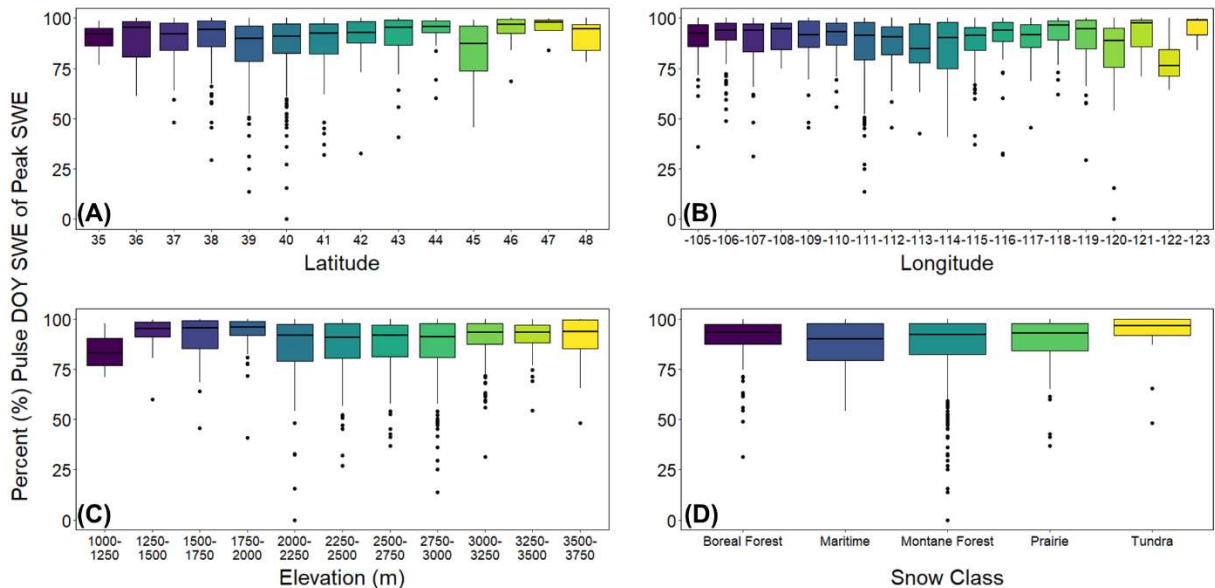 Percent (%) Pulse DOY SWE of Peak SWE
100
75
50
25
0
(A)
35 36 37 38 39 40 41 42 43 44 45 46 47 48
Latitude
100
75
50
25
0
(B)
-105 -106 -107 -108 -109 -110 -111 -112 -113 -114 -115 -116 -117 -118 -119 -120 -121 -122 -123
Longitude
100
75
50
25
0
(C)
1000- 1250- 1500- 1750- 2000- 2250- 2500- 2750- 3000- 3250- 3500-
1250 1500 1750 2000 2250 2500 2750 3000 3250 3500 3750
Elevation (m)
100
75
50
25
0
(D)
Boreal Forest Maritime Montane Forest Prairie Tundra
Snow Class